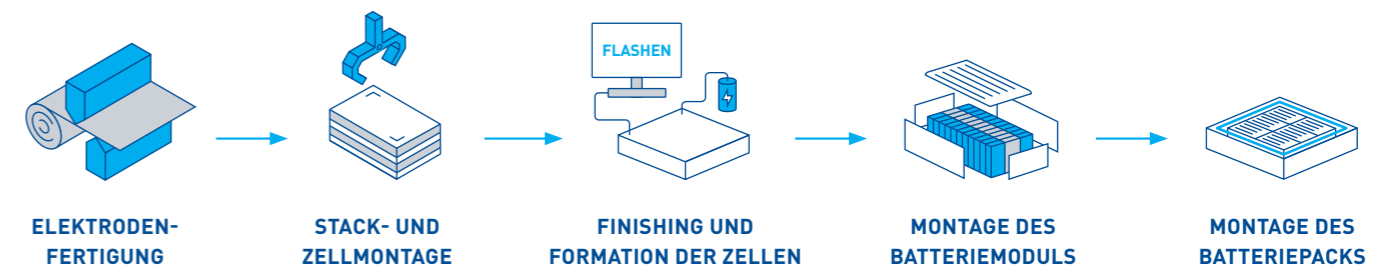 FLASHEN
ELEKTRODEN-
FERTIGUNG
STACK- UND
ZELLMONTAGE
FINISHING UND
FORMATION DER ZELLEN
MONTAGE DES
BATTERIEMODULS
MONTAGE DES
BATTERIEPACKS